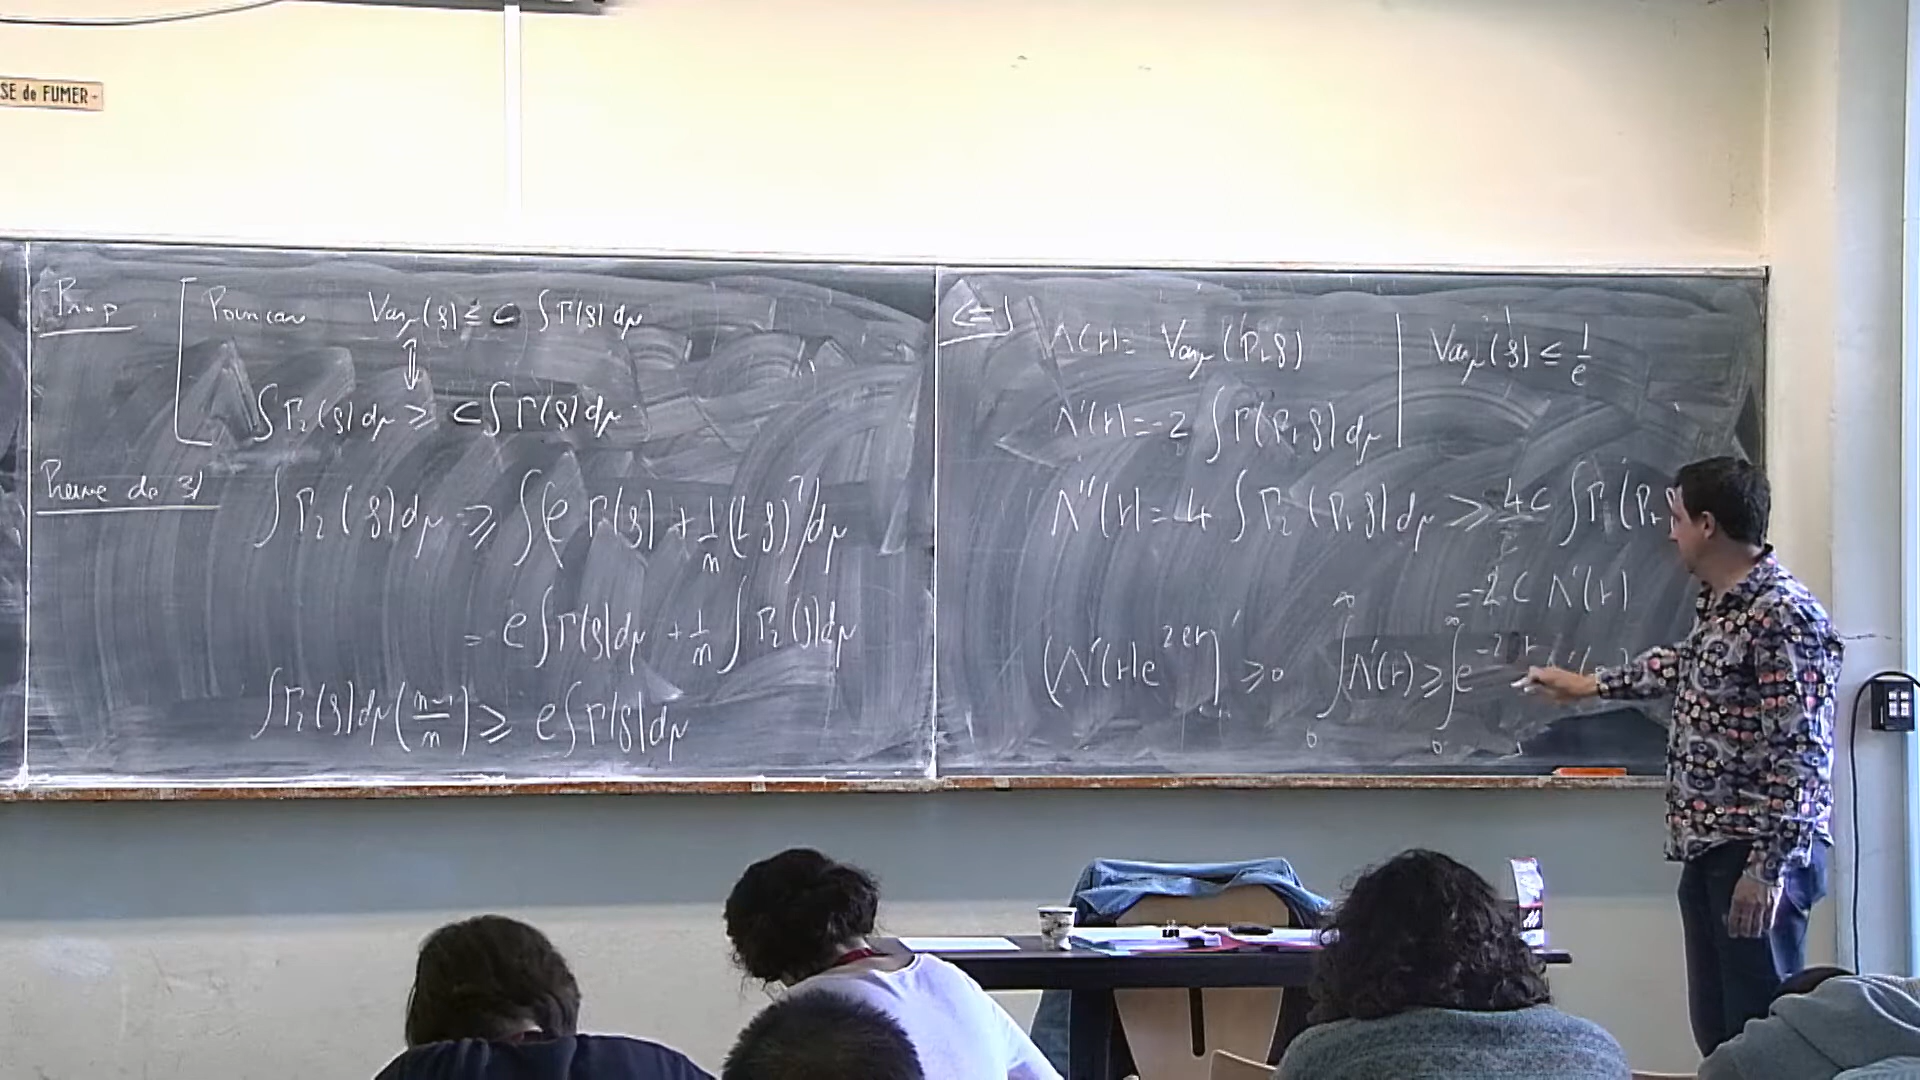 SE de FUMER -
Prop Poincaré Var_μ(g) ≤ C ∫Γ(g) dμ
⇕
∫Γ₂(g) dμ ≥ C ∫Γ(g) dμ
Preuve de 3)
∫Γ₂(g) dμ ≥ ∫(ρ Γ(g) + 1/n (Lg)²) dμ
= ρ∫Γ(g) dμ + 1/n ∫Γ₂(g) dμ
∫Γ₂(g) dμ (n-1/n) ≥ ρ∫Γ(g) dμ
⇐) Λ(t) = Var_μ(P_t g)
Var_μ(g) ≤ 1/ρ
Λ'(t) = -2 ∫Γ(P_t g) dμ
Λ''(t) = 4 ∫Γ₂(P_t g) dμ ≥ 4C ∫Γ(P_t g
= -2C Λ'(t)
(Λ'(t) e^{2ct})' ≥ 0 ∫₀^∞ Λ'(t) ≥ ∫₀^∞ e^{-2